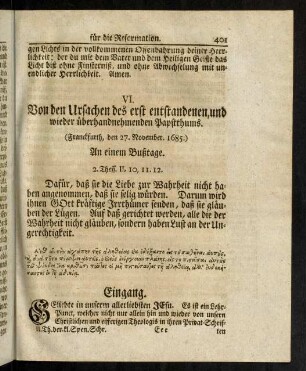 für die Reformation. 401
gen Lichts in der vollkommenen Offenbahrung deiner Herr-
lichkeit: der du mit dem Vater und dem Heiligen Geiste das
Licht bist ohne Finsterniß, und ohne Abwechselung mit un-
endlicher Herrlichkeit. Amen.
VI.
Von den Ursachen des erst entstandenen, und
wieder überhandnehmenden Papstthums.
(Franckfurth, den 27. November. 1685.)
An einem Bußtage.
2. Thess. II. 10. 11. 12.
Dafür, daß sie die Liebe zur Wahrheit nicht ha-
ben angenommen, daß sie selig würden. Darum wird
ihnen GOtt kräftige Irrthümer senden, daß sie gläu-
ben der Lügen. Auf daß gerichtet werden, alle die der
Wahrheit nicht gläuben, sondern haben Lust an der Un-
gerechtigkeit.
Eingang.
Geliebte in unserm allerliebsten JEsu. Es ist ein Lehr-
Punct, welcher nicht nur allein hin und wieder von unsern
Christlichen und eifferigen Theologis in ihren Privat-Schrif-
II. Th. der kl. Spen. Schr. Eee ten